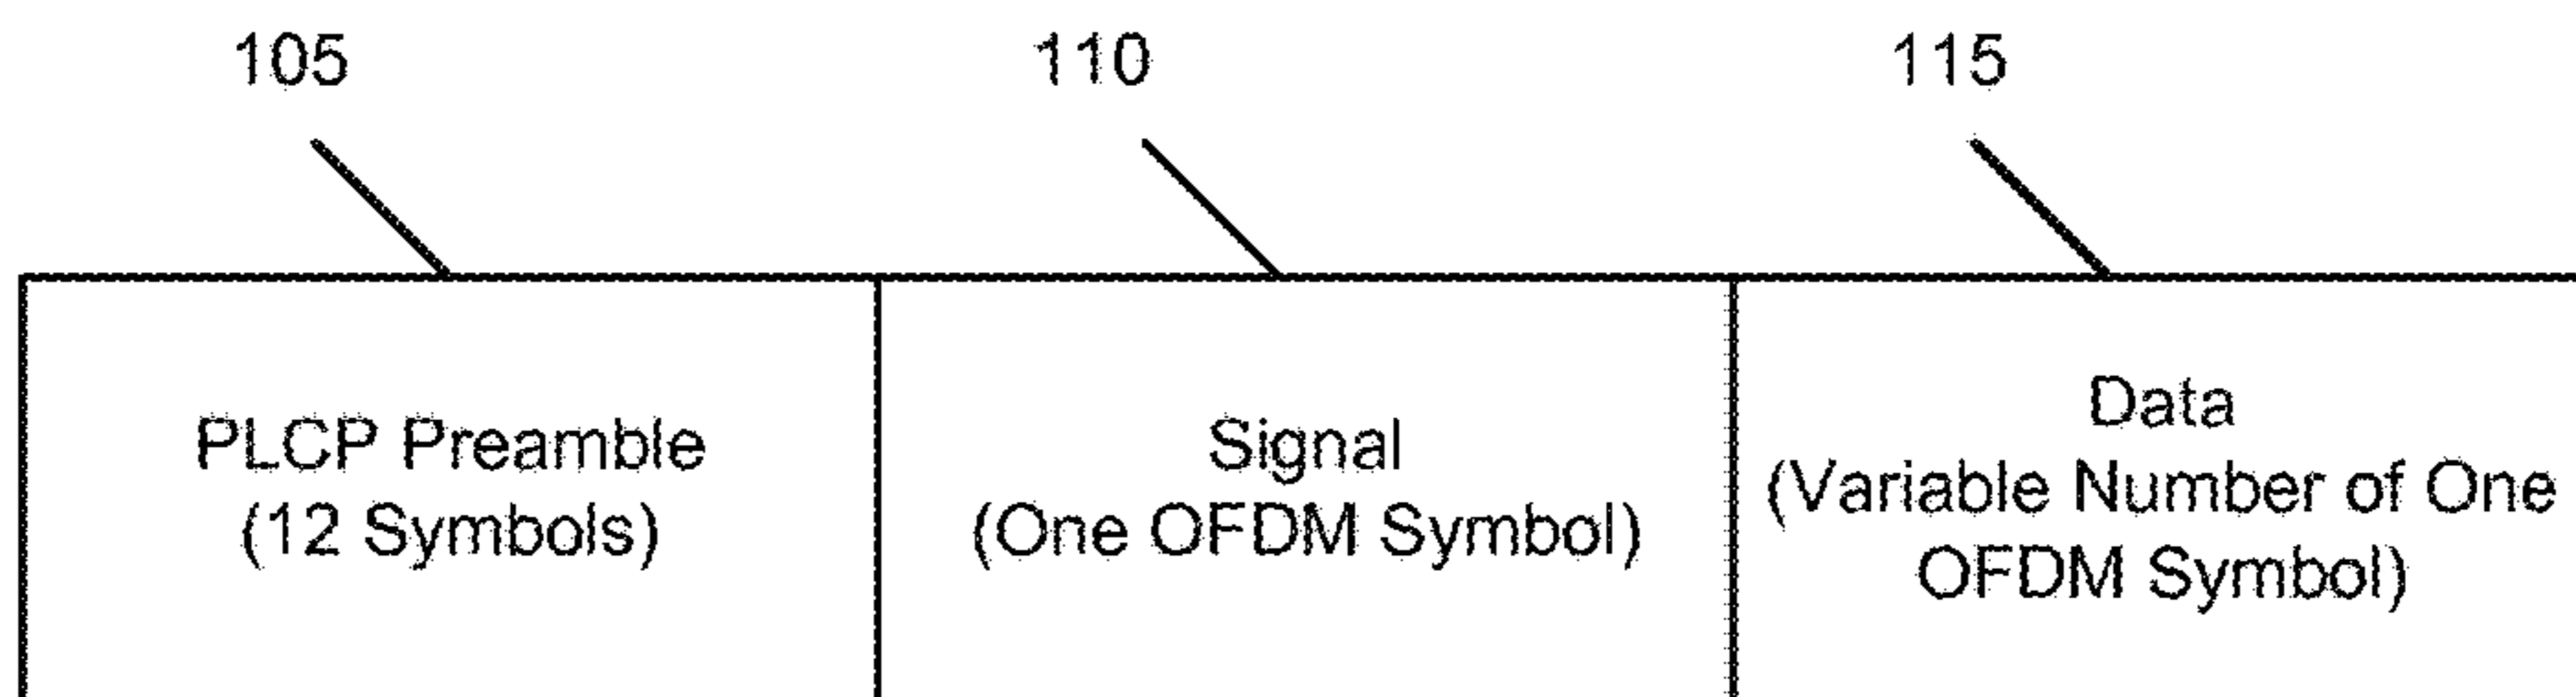 105
110
115
PLCP Preamble
(12 Symbols)
Signal
(One OFDM Symbol)
Data
(Variable Number of One
OFDM Symbol)